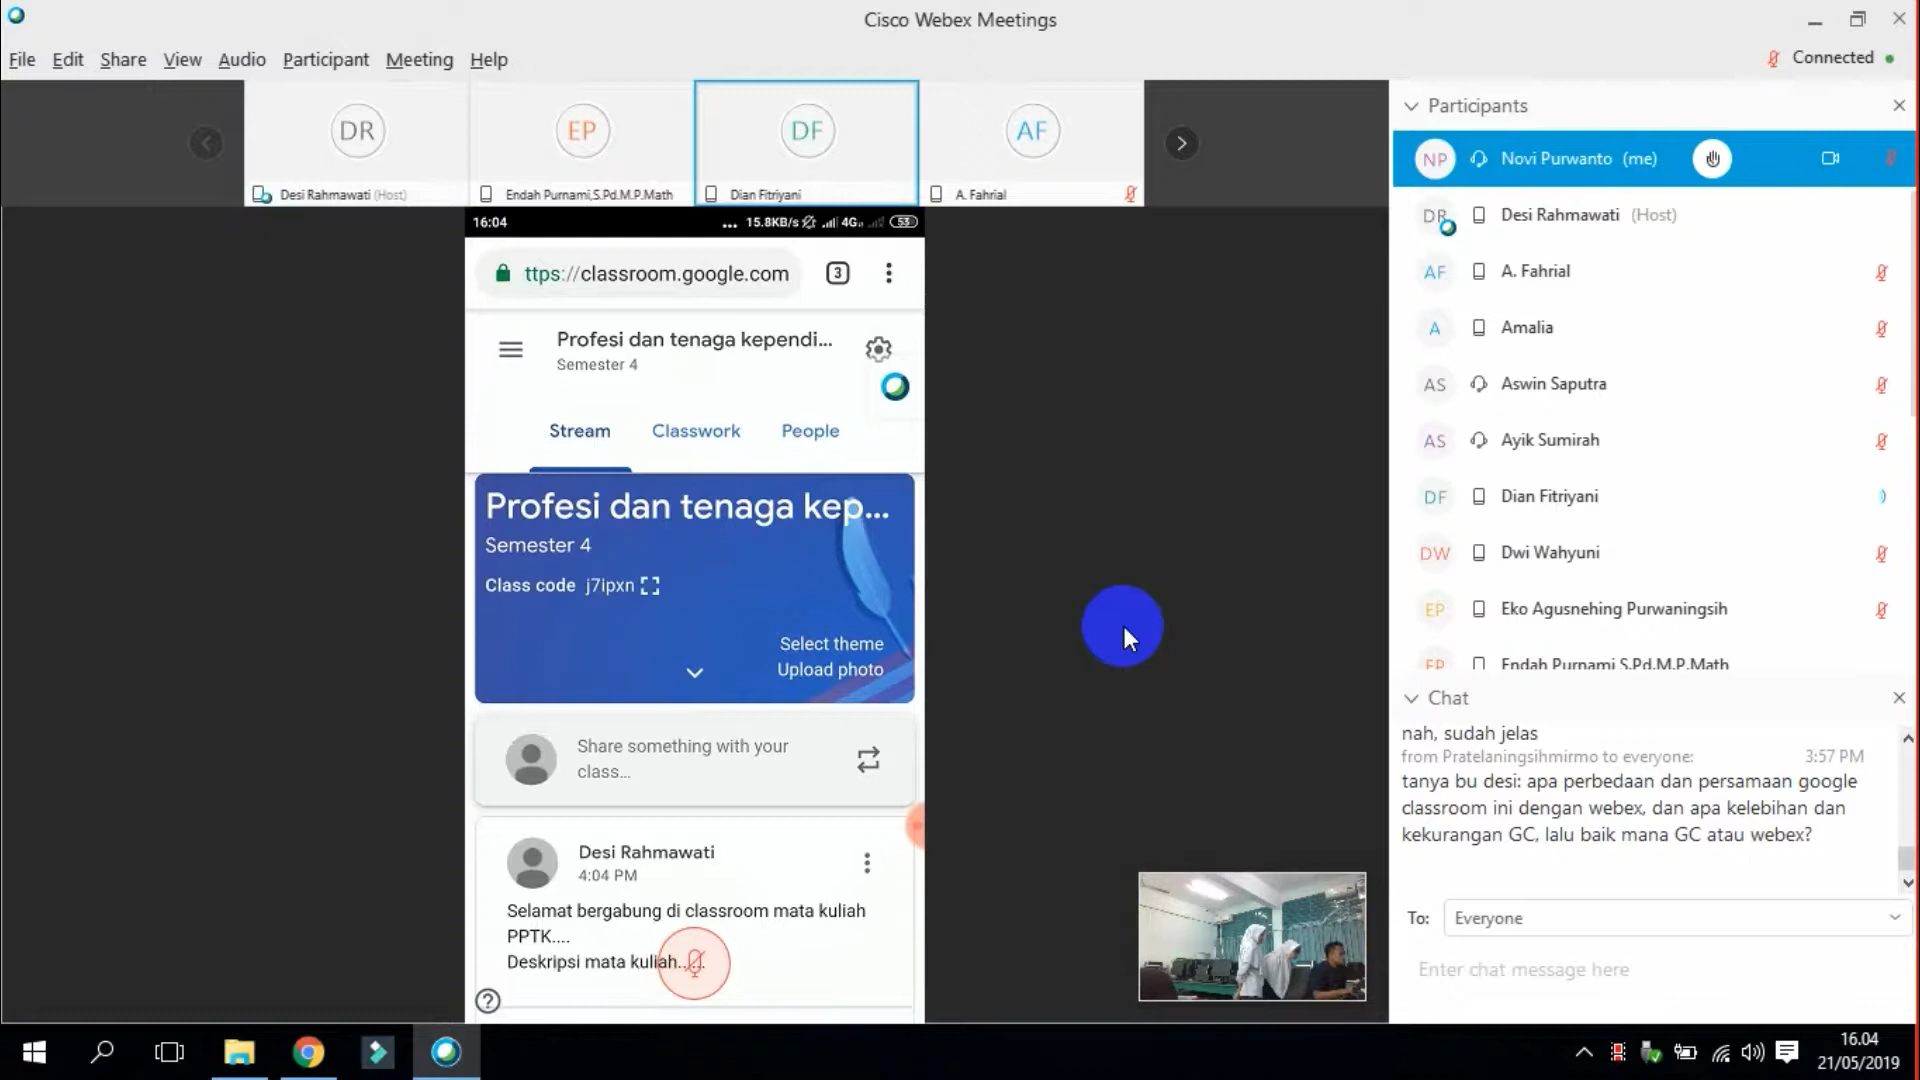 Cisco Webex Meetings
File Edit Share View Audio Participant Meeting Help
Connected
DR
EP
DF
AF
Desi Rahmawati (Host)
Endah Purnami,S.Pd.M.P.Math
Dian Fitriyani
A. Fahrial
16:04
15.8KB/s
4G
53
ttps://classroom.google.com
3
Profesi dan tenaga kependi...
Semester 4
Stream Classwork People
Profesi dan tenaga kep...
Semester 4
Class code j7ipxn
Select theme
Upload photo
Share something with your
class...
Desi Rahmawati
4:04 PM
Selamat bergabung di classroom mata kuliah
PPTK....
Deskripsi mata kuliah......
Participants
NP Novi Purwanto (me)
DR Desi Rahmawati (Host)
AF A. Fahrial
A Amalia
AS Aswin Saputra
AS Ayik Sumirah
DF Dian Fitriyani
DW Dwi Wahyuni
EP Eko Agusnehing Purwaningsih
EP Endah Purnami,S.Pd.M.P.Math
Chat
nah, sudah jelas
from Pratelaningsihmirmo to everyone: 3:57 PM
tanya bu desi: apa perbedaan dan persamaan google
classroom ini dengan webex, dan apa kelebihan dan
kekurangan GC, lalu baik mana GC atau webex?
To: Everyone
Enter chat message here
16.04
21/05/2019